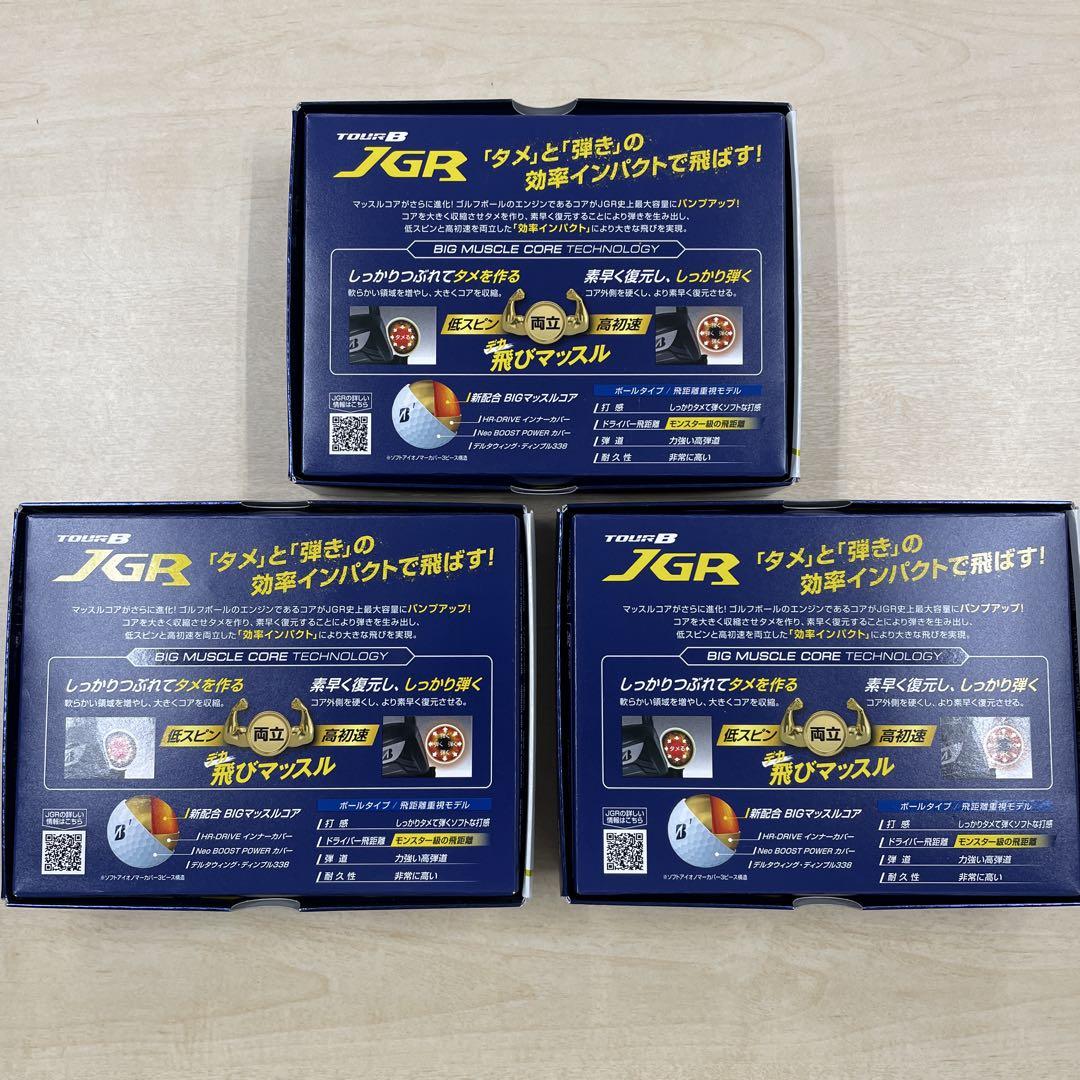 TOUR B
JGR
「タメ」と「弾き」の
効率インパクトで飛ばす!
マッスルコアがさらに進化!ゴルフボールのエンジンであるコアがJGR史上最大容量にパンプアップ!
コアを大きく収縮させタメを作り、素早く復元することにより弾きを生み出し、
低スピンと高初速を両立した「効率インパクト」により大きな飛びを実現。
BIG MUSCLE CORE TECHNOLOGY
しっかりつぶれてタメを作る
軟らかい領域を増やし、大きくコアを収縮。
素早く復元し、しっかり弾く
コア外側を硬くし、より素早く復元させる。
タメる
低スピン 両立 高初速
弾く 弾く 弾く 弾く
デカ飛びマッスル
JGRの詳しい
情報はこちら
新配合 BIGマッスルコア
HR-DRIVE インナーカバー
Neo BOOST POWER カバー
デルタウィング・ディンプル338
※ソフトアイオノマーカバー3ピース構造
ボールタイプ / 飛距離重視モデル
打感 しっかりタメて弾くソフトな打感
ドライバー飛距離 モンスター級の飛距離
弾道 力強い高弾道
耐久性 非常に高い
TOUR B
JGR
「タメ」と「弾き」の
効率インパクトで飛ばす!
マッスルコアがさらに進化!ゴルフボールのエンジンであるコアがJGR史上最大容量にパンプアップ!
コアを大きく収縮させタメを作り、素早く復元することにより弾きを生み出し、
低スピンと高初速を両立した「効率インパクト」により大きな飛びを実現。
BIG MUSCLE CORE TECHNOLOGY
しっかりつぶれてタメを作る
軟らかい領域を増やし、大きくコアを収縮。
素早く復元し、しっかり弾く
コア外側を硬くし、より素早く復元させる。
低スピン 両立 高初速
デカ飛びマッスル
JGRの詳しい
情報はこちら
新配合 BIGマッスルコア
HR-DRIVE インナーカバー
Neo BOOST POWER カバー
デルタウィング・ディンプル338
※ソフトアイオノマーカバー3ピース構造
ボールタイプ / 飛距離重視モデル
打感 しっかりタメて弾くソフトな打感
ドライバー飛距離 モンスター級の飛距離
弾道 力強い高弾道
耐久性 非常に高い
TOUR B
JGR
「タメ」と「弾き」の
効率インパクトで飛ばす!
マッスルコアがさらに進化!ゴルフボールのエンジンであるコアがJGR史上最大容量にパンプアップ!
コアを大きく収縮させタメを作り、素早く復元することにより弾きを生み出し、
低スピンと高初速を両立した「効率インパクト」により大きな飛びを実現。
BIG MUSCLE CORE TECHNOLOGY
しっかりつぶれてタメを作る
軟らかい領域を増やし、大きくコアを収縮。
素早く復元し、しっかり弾く
コア外側を硬くし、より素早く復元させる。
タメる
低スピン 両立 高初速
デカ飛びマッスル
JGRの詳しい
情報はこちら
新配合 BIGマッスルコア
HR-DRIVE インナーカバー
Neo BOOST POWER カバー
デルタウィング・ディンプル338
※ソフトアイオノマーカバー3ピース構造
ボールタイプ / 飛距離重視モデル
打感 しっかりタメて弾くソフトな打感
ドライバー飛距離 モンスター級の飛距離
弾道 力強い高弾道
耐久性 非常に高い